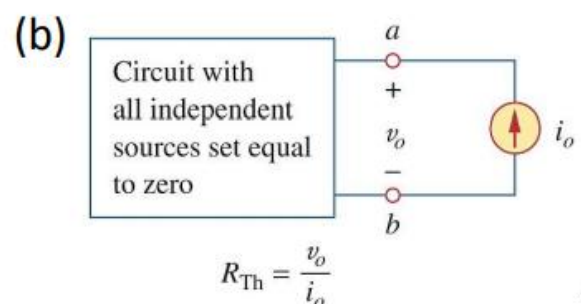 (b)
Circuit with
all independent
sources set equal
to zero
a
+
v_o
−
b
i_o
R_Th = v_o / i_o